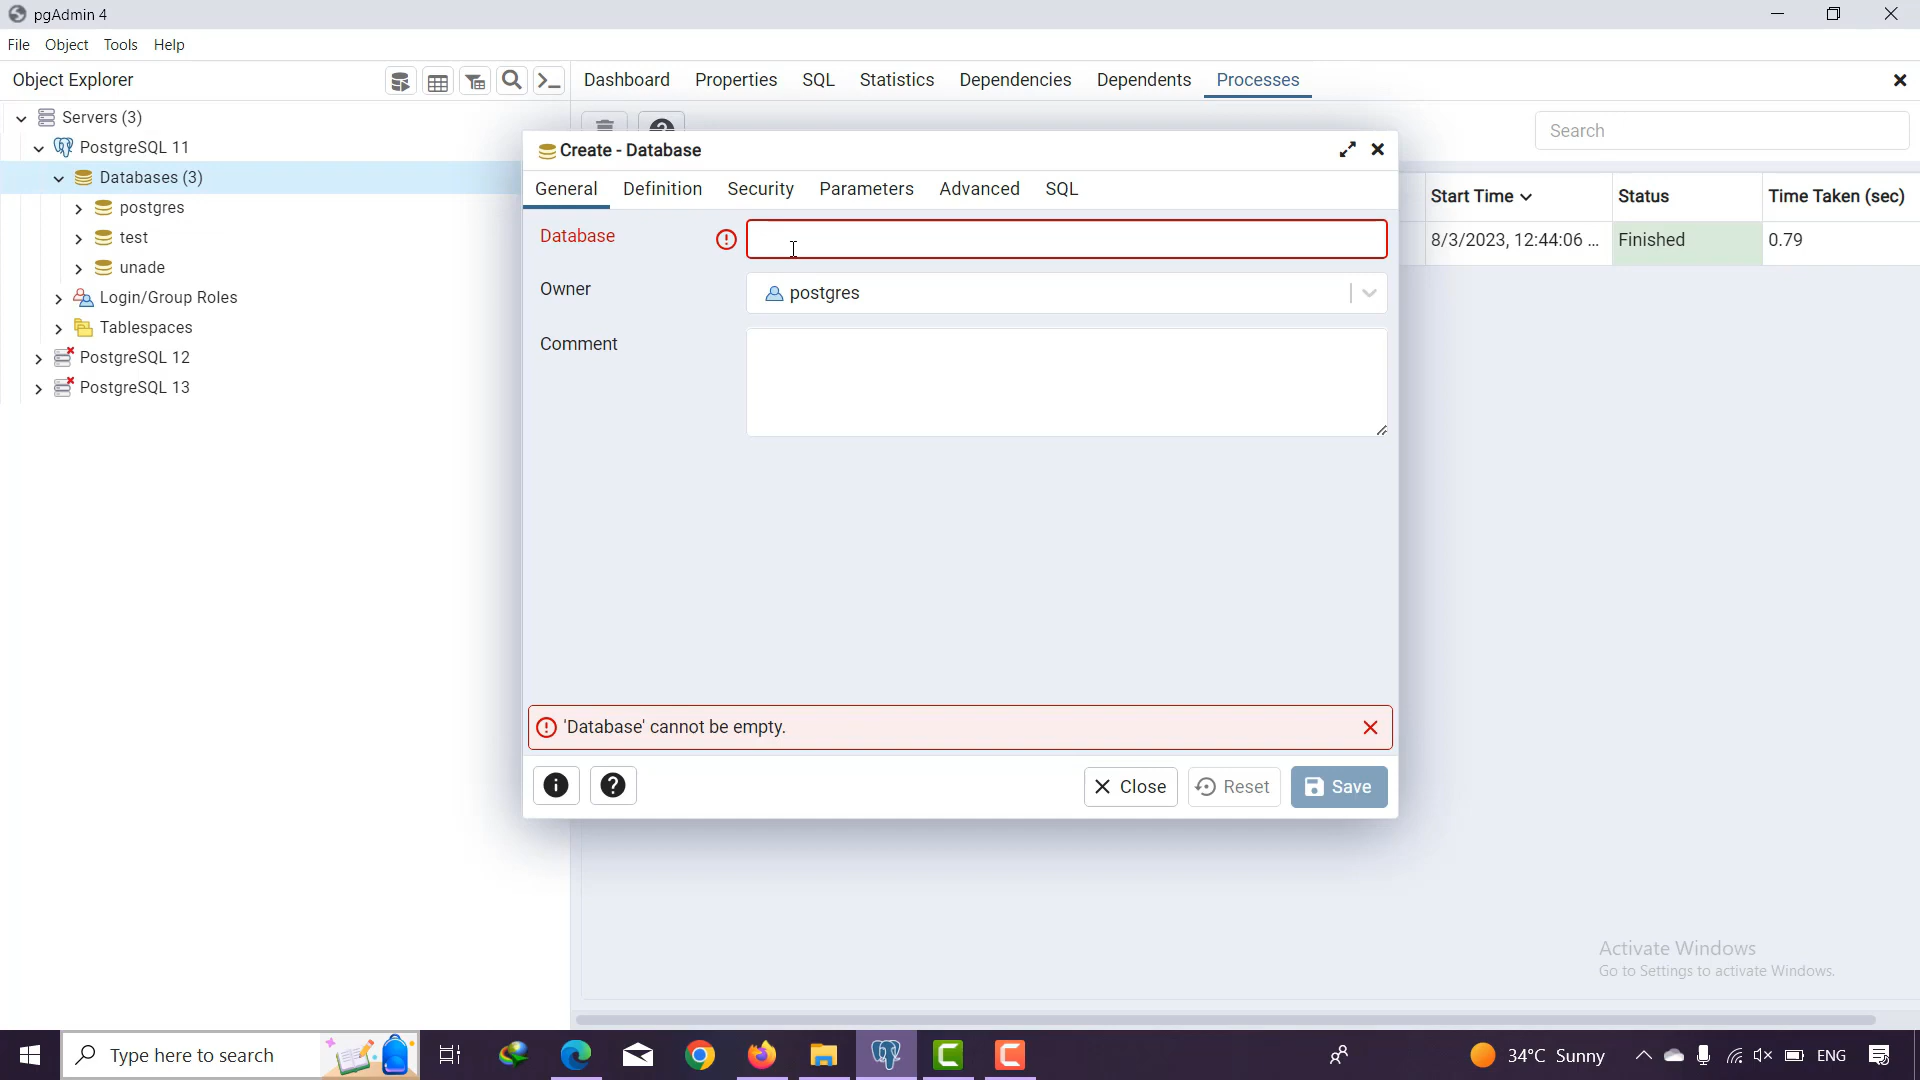 pgAdmin 4
File Object Tools Help
Object Explorer
Dashboard Properties SQL Statistics Dependencies Dependents Processes
Servers (3)
PostgreSQL 11
Databases (3)
postgres
test
unade
Login/Group Roles
Tablespaces
PostgreSQL 12
PostgreSQL 13
Search
Start Time Status Time Taken (sec)
8/3/2023, 12:44:06 ... Finished 0.79
Create - Database
General Definition Security Parameters Advanced SQL
Database
Owner postgres
Comment
'Database' cannot be empty.
Close Reset Save
Activate Windows
Go to Settings to activate Windows.
Type here to search
34°C Sunny
ENG